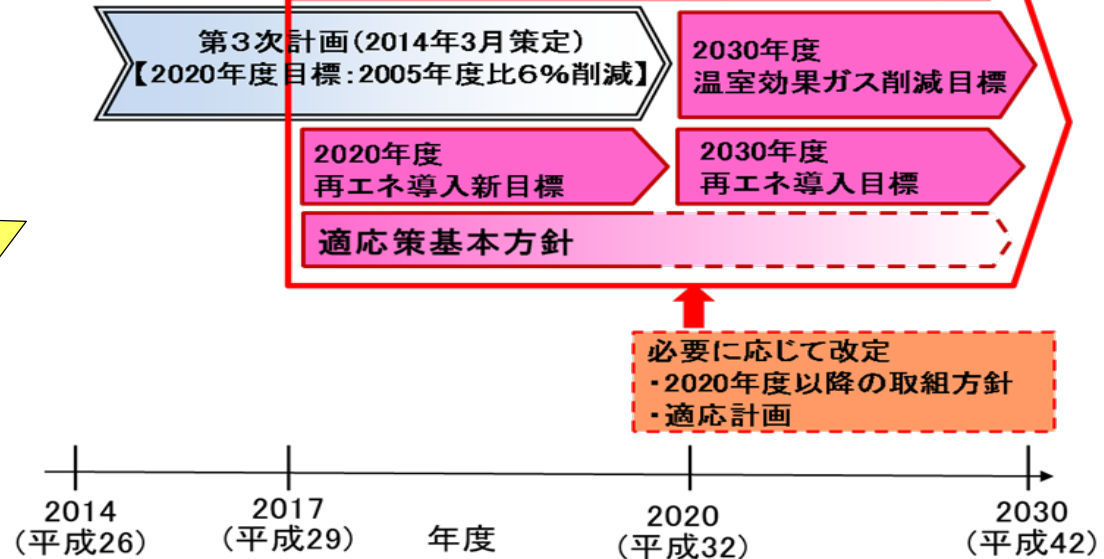 第３次計画(2014年3月策定)
【2020年度目標:2005年度比6%削減】
2030年度
温室効果ガス削減目標
2020年度
再エネ導入新目標
2030年度
再エネ導入目標
適応策基本方針
必要に応じて改定
・2020年度以降の取組方針
・適応計画
2014
(平成26)
2017
(平成29)
年度
2020
(平成32)
2030
(平成42)